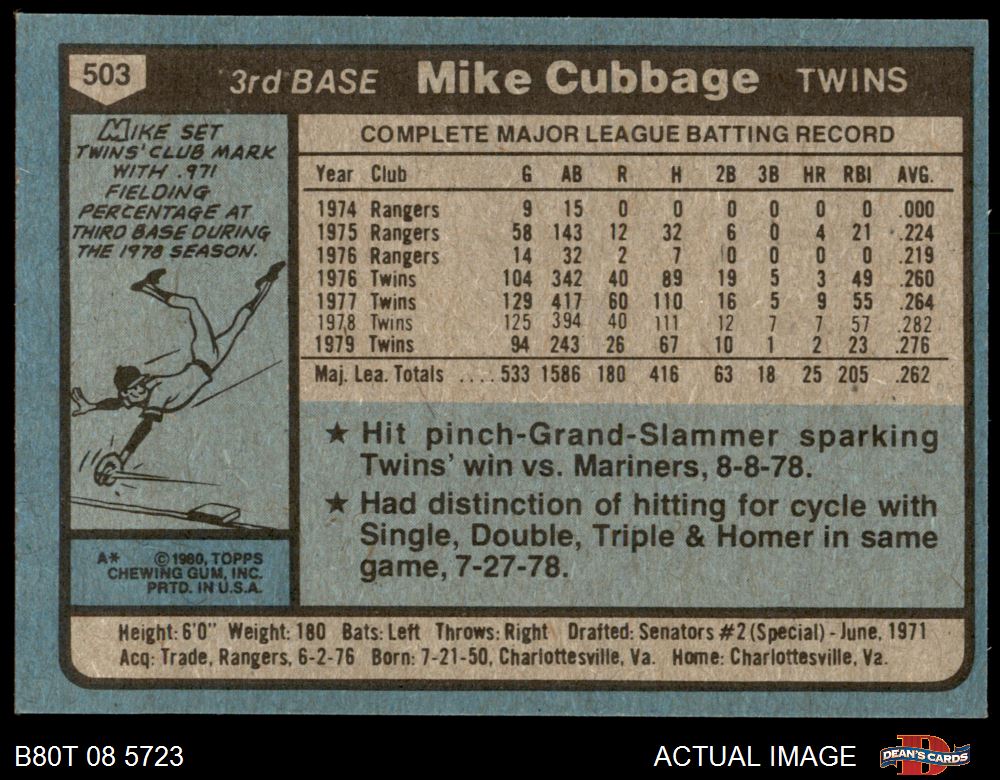 503
3rd BASE Mike Cubbage TWINS
MIKE SET
TWINS' CLUB MARK
WITH .971
FIELDING
PERCENTAGE AT
THIRD BASE DURING
THE 1978 SEASON.
COMPLETE MAJOR LEAGUE BATTING RECORD
Year Club G AB R H 2B 3B HR RBI AVG.
1974 Rangers 9 15 0 0 0 0 0 0 .000
1975 Rangers 58 143 12 32 6 0 4 21 .224
1976 Rangers 14 32 2 7 0 0 0 0 .219
1976 Twins 104 342 40 89 19 5 3 49 .260
1977 Twins 129 417 60 110 16 5 9 55 .264
1978 Twins 125 394 40 111 12 7 7 57 .282
1979 Twins 94 243 26 67 10 1 2 23 .276
Maj. Lea. Totals ....533 1586 180 416 63 18 25 205 .262
★ Hit pinch-Grand-Slammer sparking
Twins' win vs. Mariners, 8-8-78.
★ Had distinction of hitting for cycle with
Single, Double, Triple & Homer in same
game, 7-27-78.
A* ©1980, TOPPS
CHEWING GUM, INC.
PRTD. IN U.S.A.
Height: 6'0" Weight: 180 Bats: Left Throws: Right Drafted: Senators #2 (Special) - June, 1971
Acq: Trade, Rangers, 6-2-76 Born: 7-21-50, Charlottesville, Va. Home: Charlottesville, Va.
B80T 08 5723 ACTUAL IMAGE
D
DEAN'S CARDS